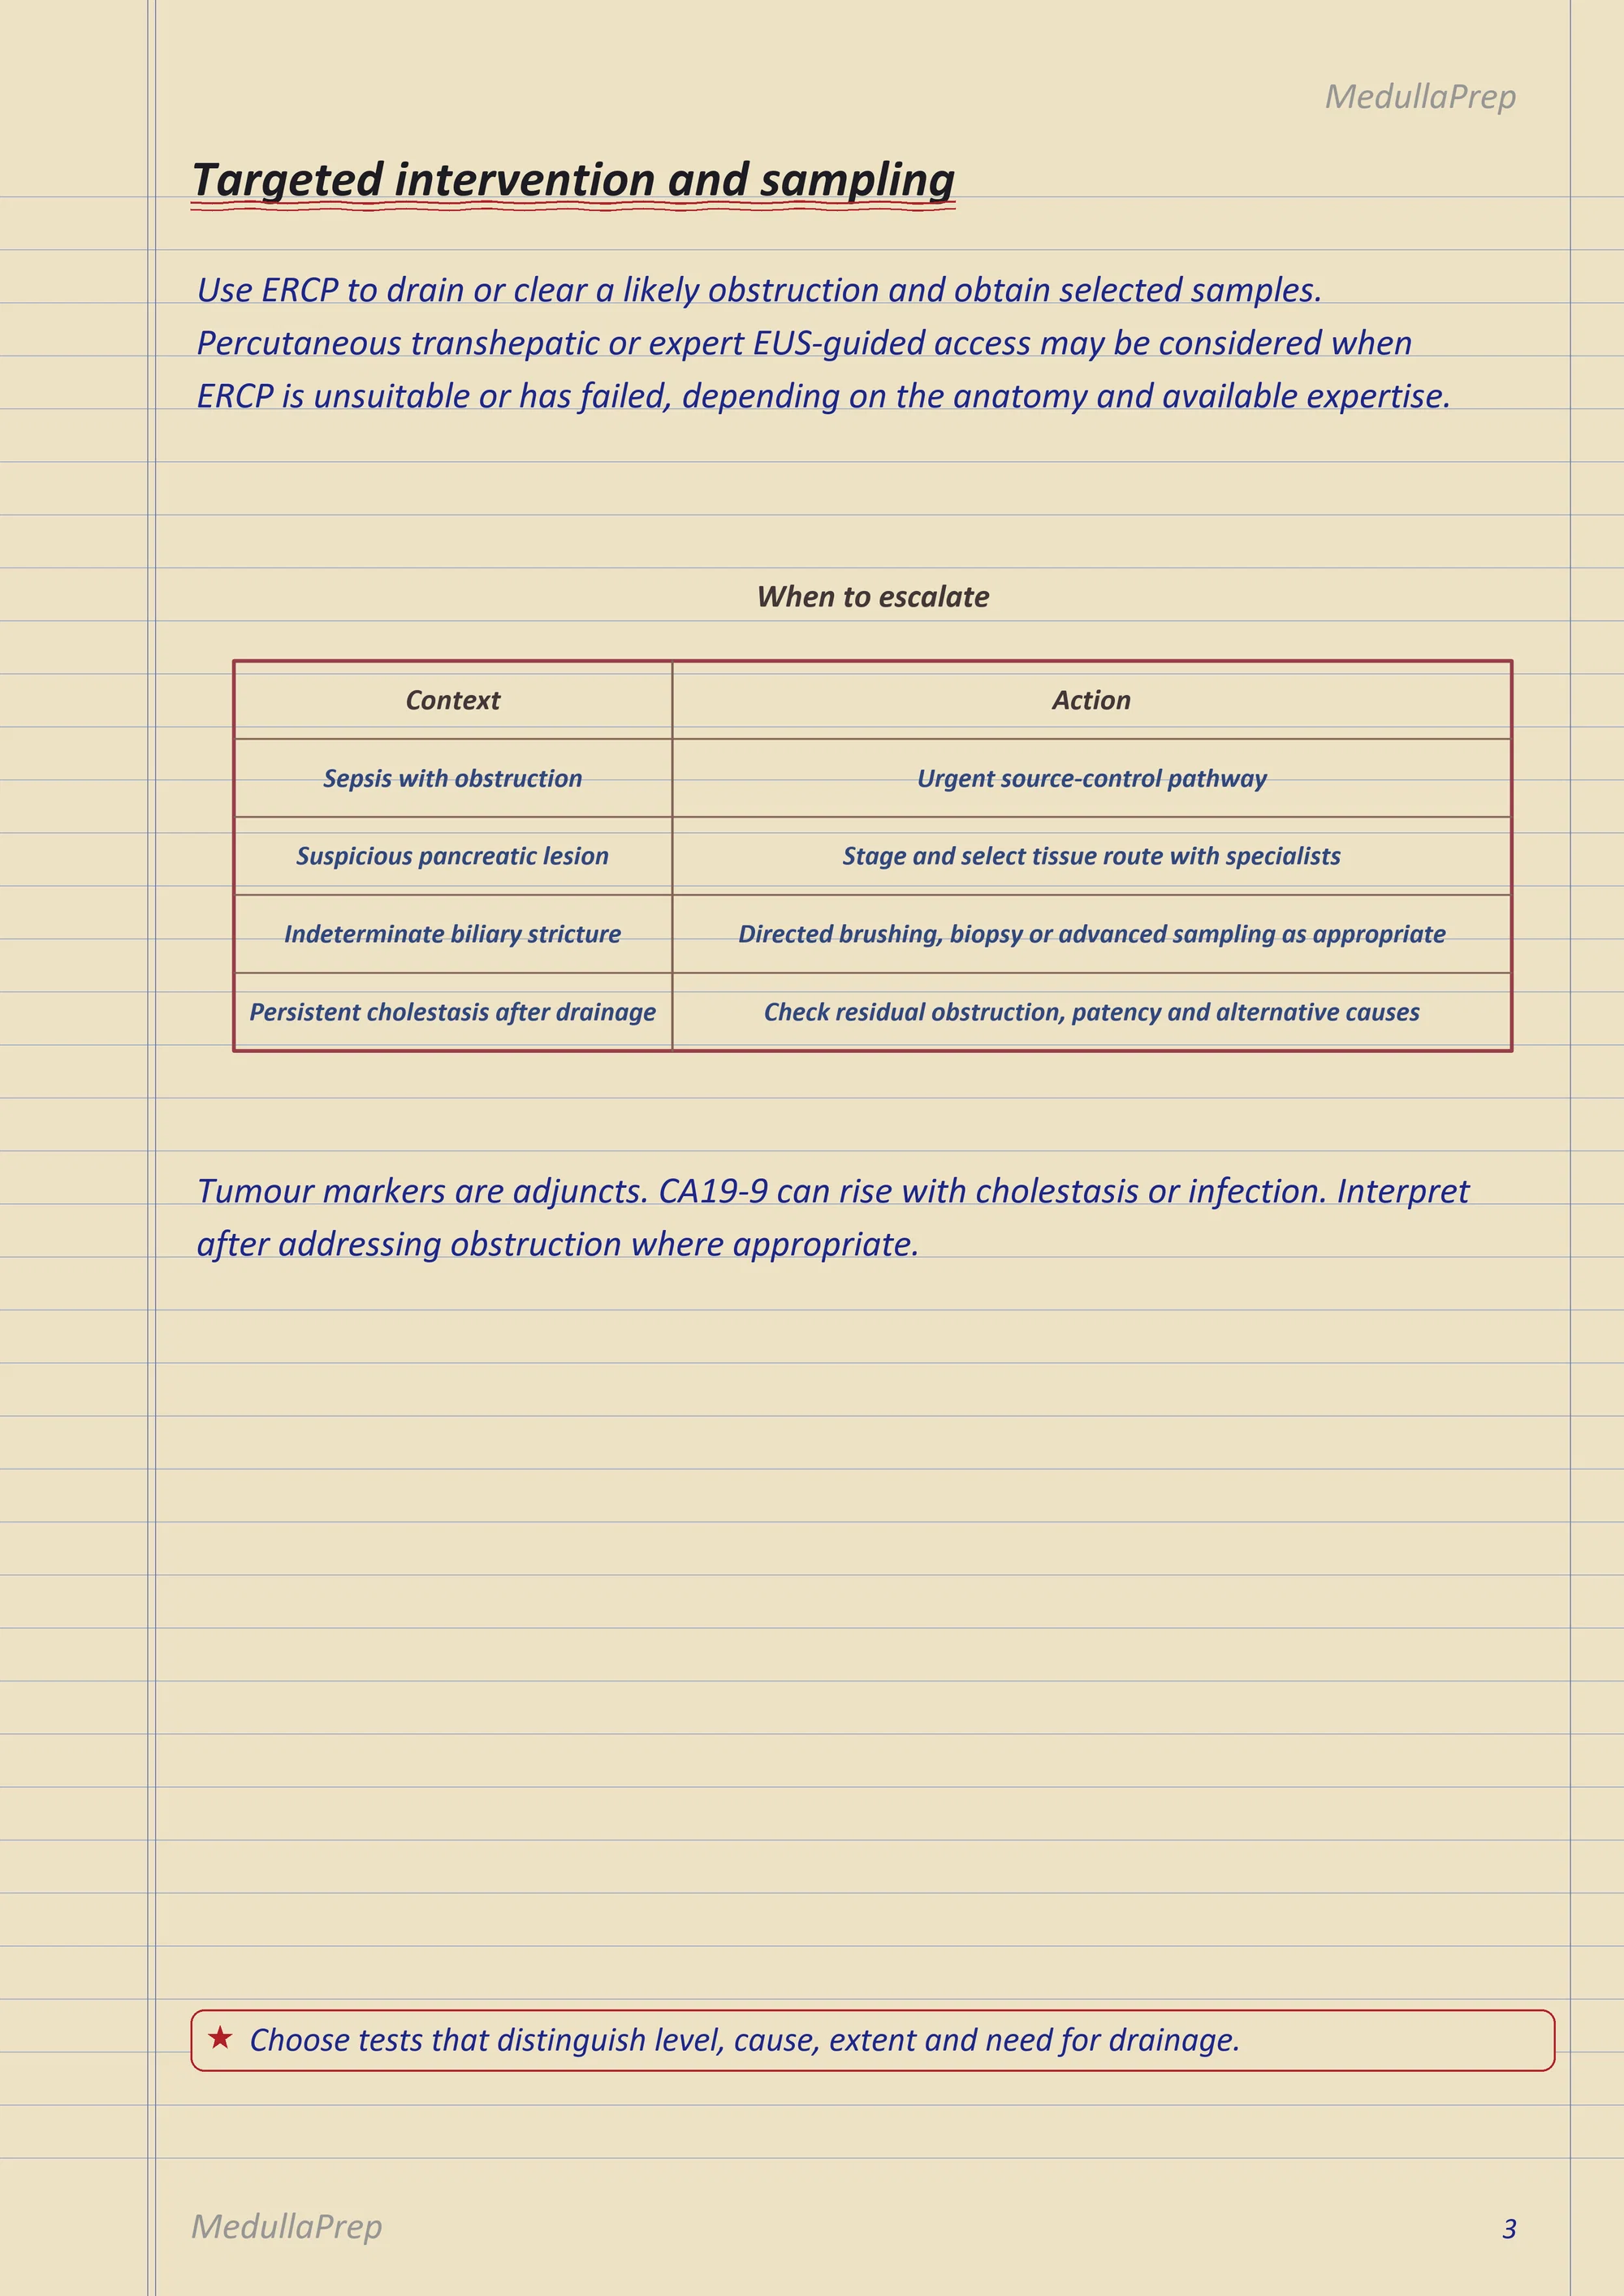 MedullaPrep
Targeted intervention and sampling
Use ERCP to drain or clear a likely obstruction and obtain selected samples.
Percutaneous transhepatic or expert EUS-guided access may be considered when
ERCP is unsuitable or has failed, depending on the anatomy and available expertise.
When to escalate
Context Action
Sepsis with obstruction Urgent source-control pathway
Suspicious pancreatic lesion Stage and select tissue route with specialists
Indeterminate biliary stricture Directed brushing, biopsy or advanced sampling as appropriate
Persistent cholestasis after drainage Check residual obstruction, patency and alternative causes
Tumour markers are adjuncts. CA19-9 can rise with cholestasis or infection. Interpret
after addressing obstruction where appropriate.
★ Choose tests that distinguish level, cause, extent and need for drainage.
MedullaPrep 3